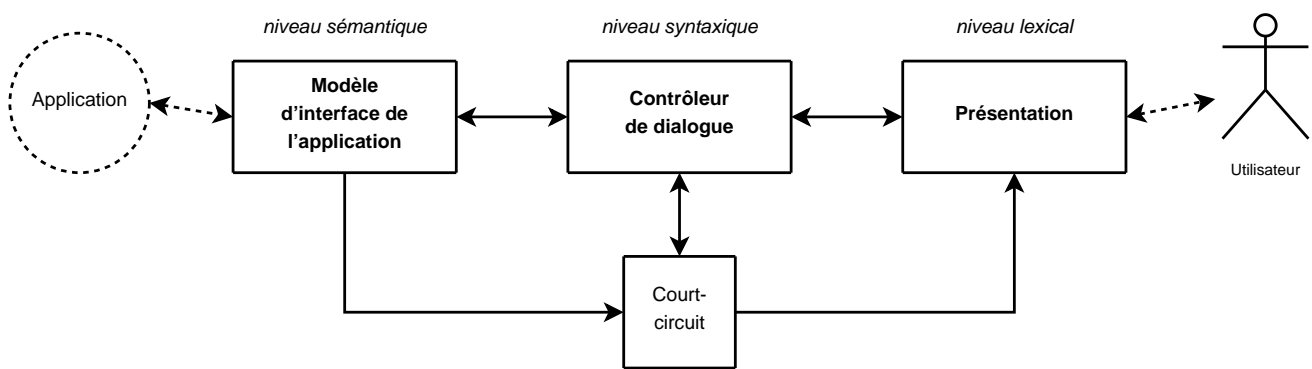 niveau sémantique
niveau syntaxique
niveau lexical
Application
Modèle
d’interface de
l’application
Contrôleur
de dialogue
Présentation
Utilisateur
Court-
circuit